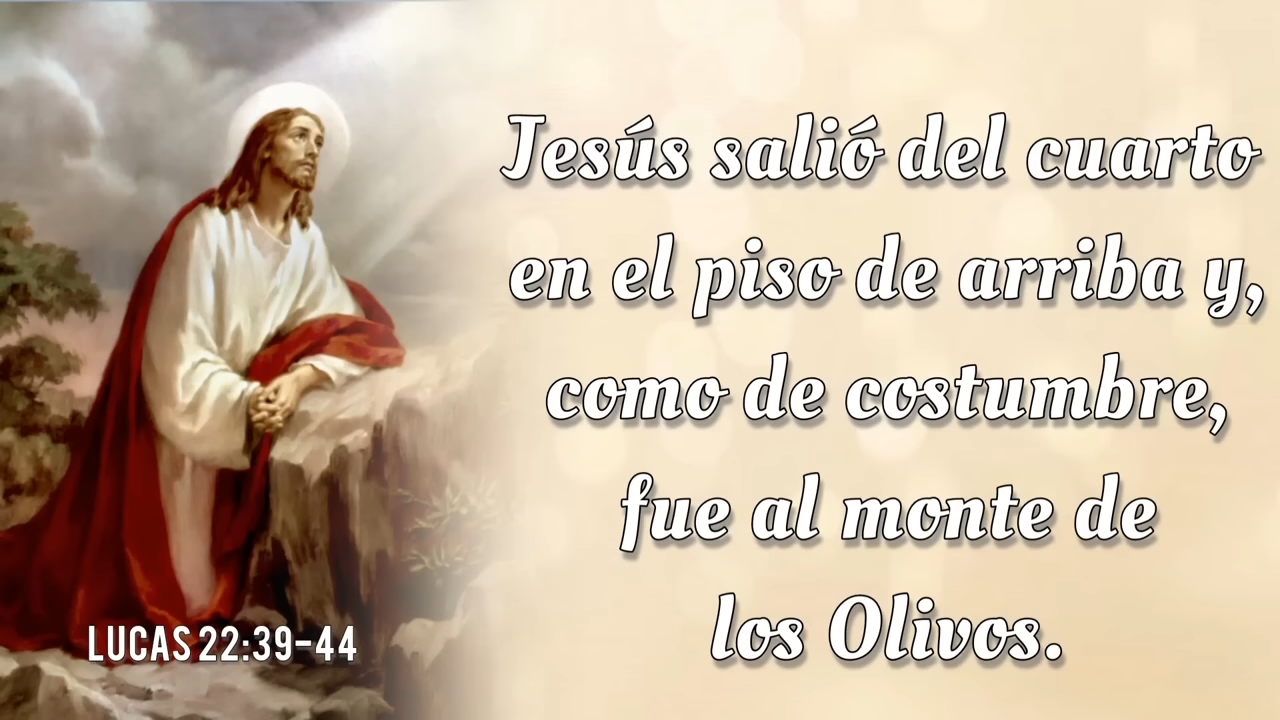 Jesús salió del cuarto
en el piso de arriba y,
como de costumbre,
fue al monte de
los Olivos.
LUCAS 22:39-44